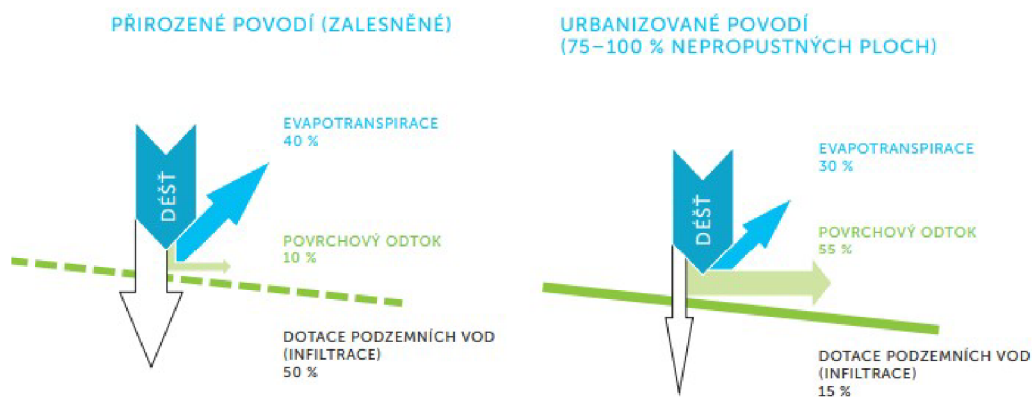 PŘIROZENÉ POVODÍ (ZALESNĚNÉ)
DÉŠŤ
EVAPOTRANSPIRACE
40 %
POVRCHOVÝ ODTOK
10 %
DOTACE PODZEMNÍCH VOD
(INFILTRACE)
50 %
URBANIZOVANÉ POVODÍ
(75–100 % NEPROPUSTNÝCH PLOCH)
DÉŠŤ
EVAPOTRANSPIRACE
30 %
POVRCHOVÝ ODTOK
55 %
DOTACE PODZEMNÍCH VOD
(INFILTRACE)
15 %